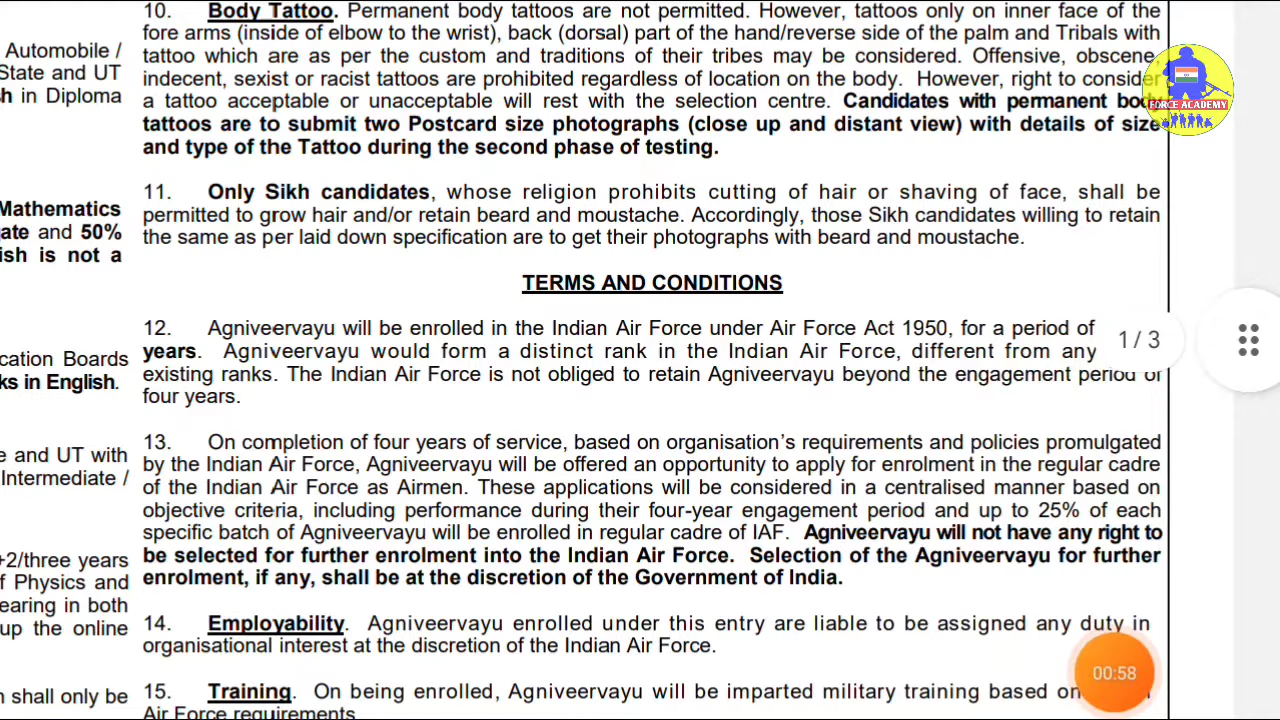 Automobile /
State and UT
h in Diploma
Mathematics
gate and 50%
ish is not a
cation Boards
ks in English.
e and UT with
Intermediate /
+2/three years
f Physics and
earing in both
up the online
n shall only be
10. Body Tattoo. Permanent body tattoos are not permitted. However, tattoos only on inner face of the
fore arms (inside of elbow to the wrist), back (dorsal) part of the hand/reverse side of the palm and Tribals with
tattoo which are as per the custom and traditions of their tribes may be considered. Offensive, obscene,
indecent, sexist or racist tattoos are prohibited regardless of location on the body. However, right to consider
a tattoo acceptable or unacceptable will rest with the selection centre. Candidates with permanent body
tattoos are to submit two Postcard size photographs (close up and distant view) with details of size
and type of the Tattoo during the second phase of testing.
11. Only Sikh candidates, whose religion prohibits cutting of hair or shaving of face, shall be
permitted to grow hair and/or retain beard and moustache. Accordingly, those Sikh candidates willing to retain
the same as per laid down specification are to get their photographs with beard and moustache.
TERMS AND CONDITIONS
12. Agniveervayu will be enrolled in the Indian Air Force under Air Force Act 1950, for a period of
years. Agniveervayu would form a distinct rank in the Indian Air Force, different from any
existing ranks. The Indian Air Force is not obliged to retain Agniveervayu beyond the engagement period of
four years.
13. On completion of four years of service, based on organisation's requirements and policies promulgated
by the Indian Air Force, Agniveervayu will be offered an opportunity to apply for enrolment in the regular cadre
of the Indian Air Force as Airmen. These applications will be considered in a centralised manner based on
objective criteria, including performance during their four-year engagement period and up to 25% of each
specific batch of Agniveervayu will be enrolled in regular cadre of IAF. Agniveervayu will not have any right to
be selected for further enrolment into the Indian Air Force. Selection of the Agniveervayu for further
enrolment, if any, shall be at the discretion of the Government of India.
14. Employability. Agniveervayu enrolled under this entry are liable to be assigned any duty in
organisational interest at the discretion of the Indian Air Force.
15. Training. On being enrolled, Agniveervayu will be imparted military training based on
Air Force requirements
FORCE ACADEMY
1 / 3
00:58